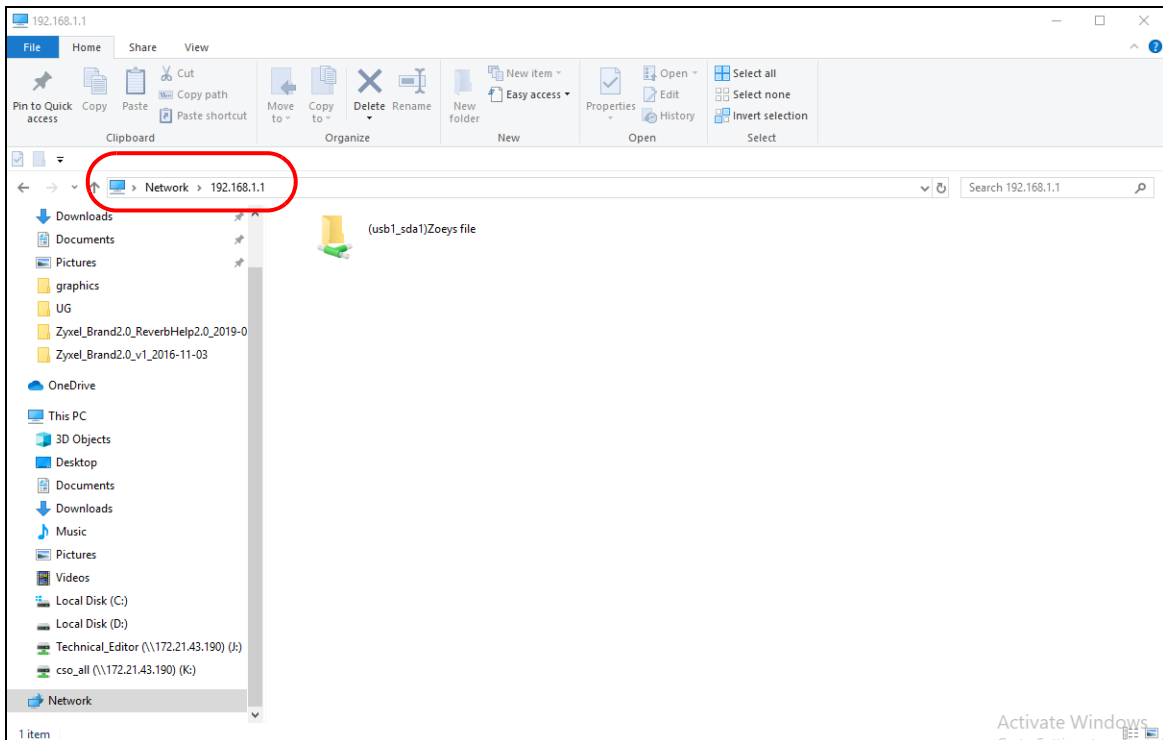 192.168.1.1
File Home Share View
Pin to Quick access
Copy
Paste
Cut
Copy path
Paste shortcut
Clipboard
Move to
Copy to
Delete
Rename
Organize
New folder
New item
Easy access
New
Properties
Open
Edit
History
Open
Select all
Select none
Invert selection
Select
Network > 192.168.1.1
Search 192.168.1.1
Downloads
Documents
Pictures
graphics
UG
Zyxel_Brand2.0_ReverbHelp2.0_2019-0
Zyxel_Brand2.0_v1_2016-11-03
OneDrive
This PC
3D Objects
Desktop
Documents
Downloads
Music
Pictures
Videos
Local Disk (C:)
Local Disk (D:)
Technical_Editor (\\172.21.43.190) (J:)
cso_all (\\172.21.43.190) (K:)
Network
(usb1_sda1)Zoeys file
1 item
Activate Windows